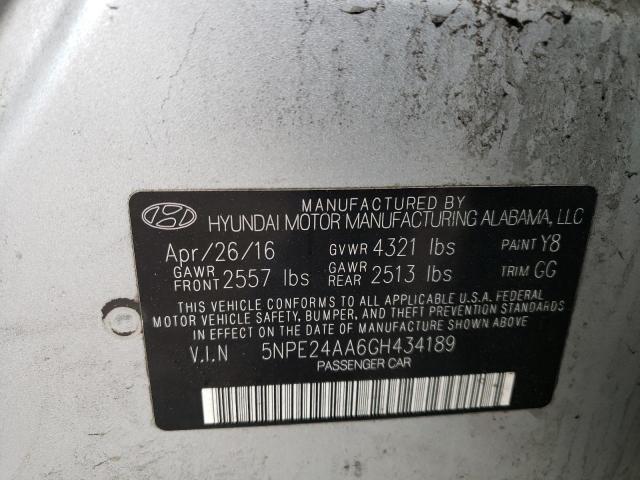 MANUFACTURED BY
HYUNDAI MOTOR MANUFACTURING ALABAMA, LLC
Apr/26/16 GVWR 4321 lbs PAINT Y8
GAWR FRONT 2557 lbs GAWR REAR 2513 lbs TRIM GG
THIS VEHICLE CONFORMS TO ALL APPLICABLE U.S.A. FEDERAL
MOTOR VEHICLE SAFETY, BUMPER, AND THEFT PREVENTION STANDARDS
IN EFFECT ON THE DATE OF MANUFACTURE SHOWN ABOVE.
V.I.N 5NPE24AA6GH434189
PASSENGER CAR